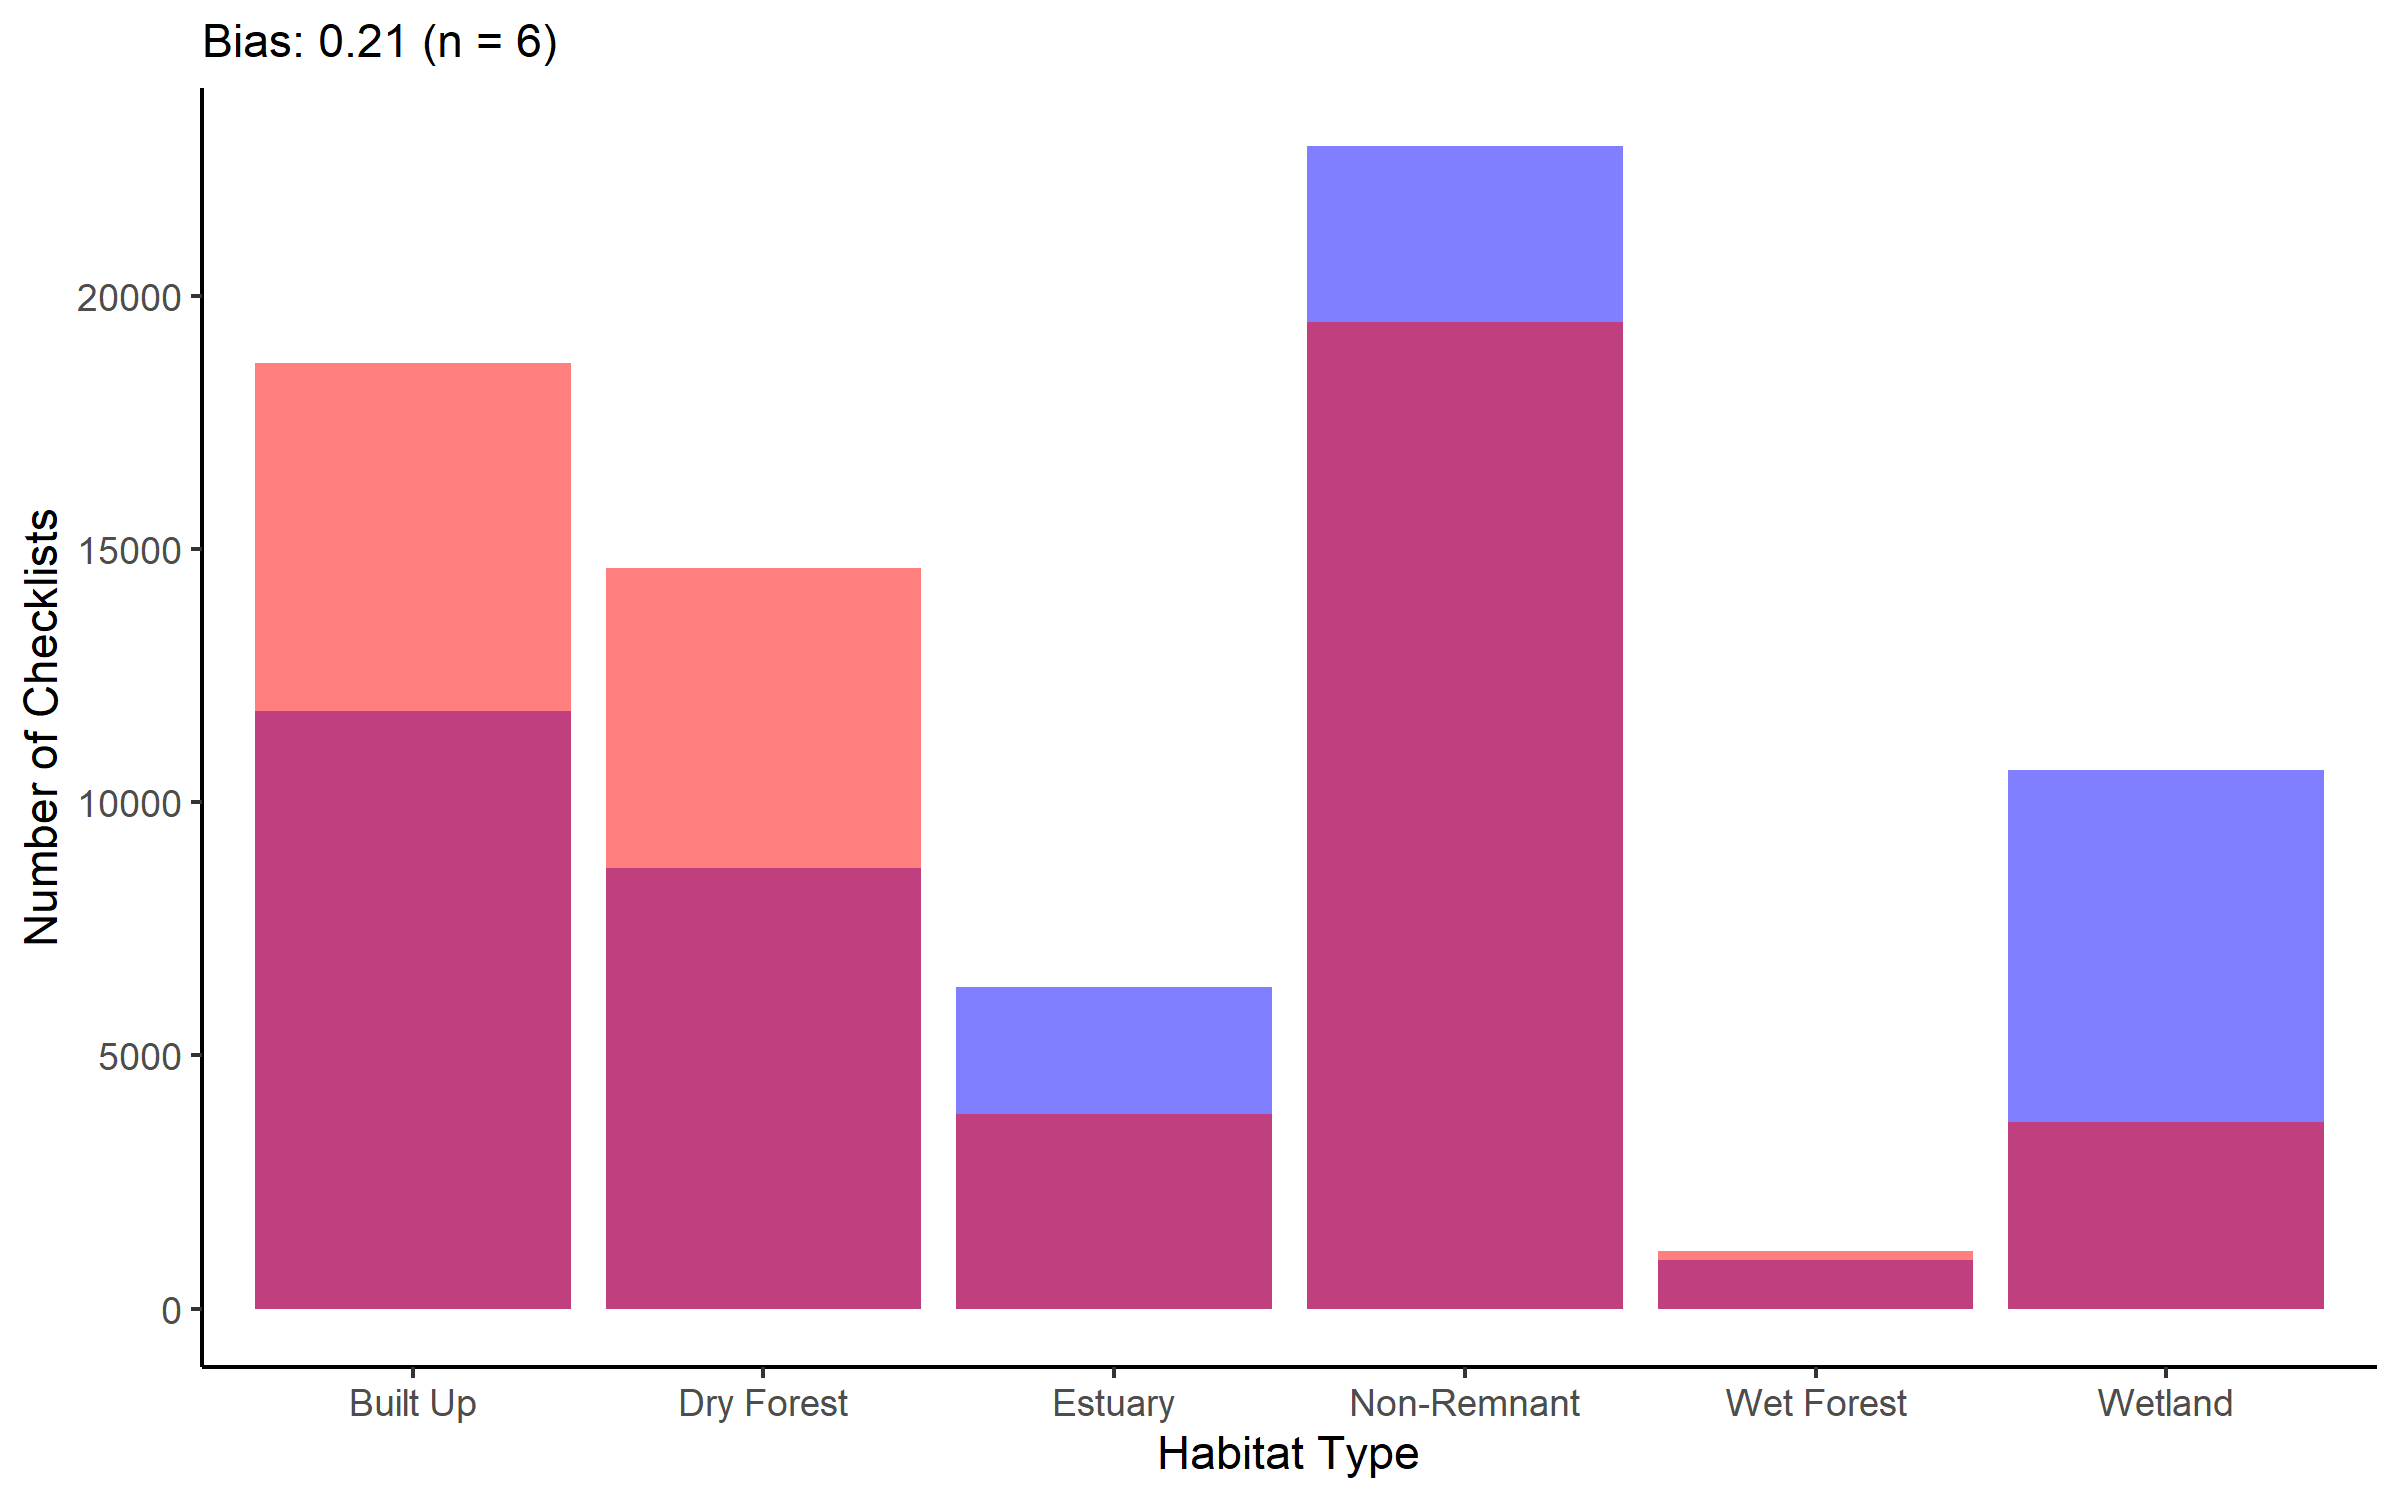 Bias: 0.21 (n = 6)
Number of Checklists
20000
15000
10000
5000
0
Built Up Dry Forest Estuary Non-Remnant Wet Forest Wetland
Habitat Type